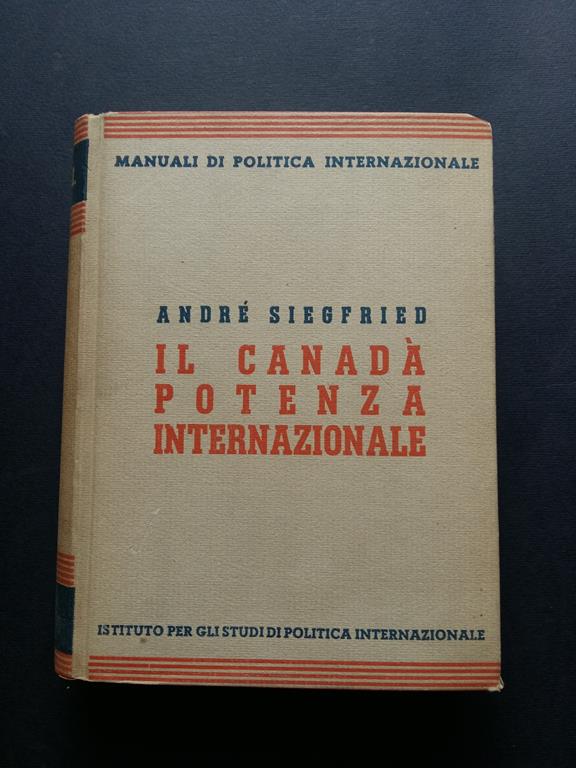 MANUALI DI POLITICA INTERNAZIONALE
ANDRÉ SIEGFRIED
IL CANADÀ
POTENZA
INTERNAZIONALE
ISTITUTO PER GLI STUDI DI POLITICA INTERNAZIONALE